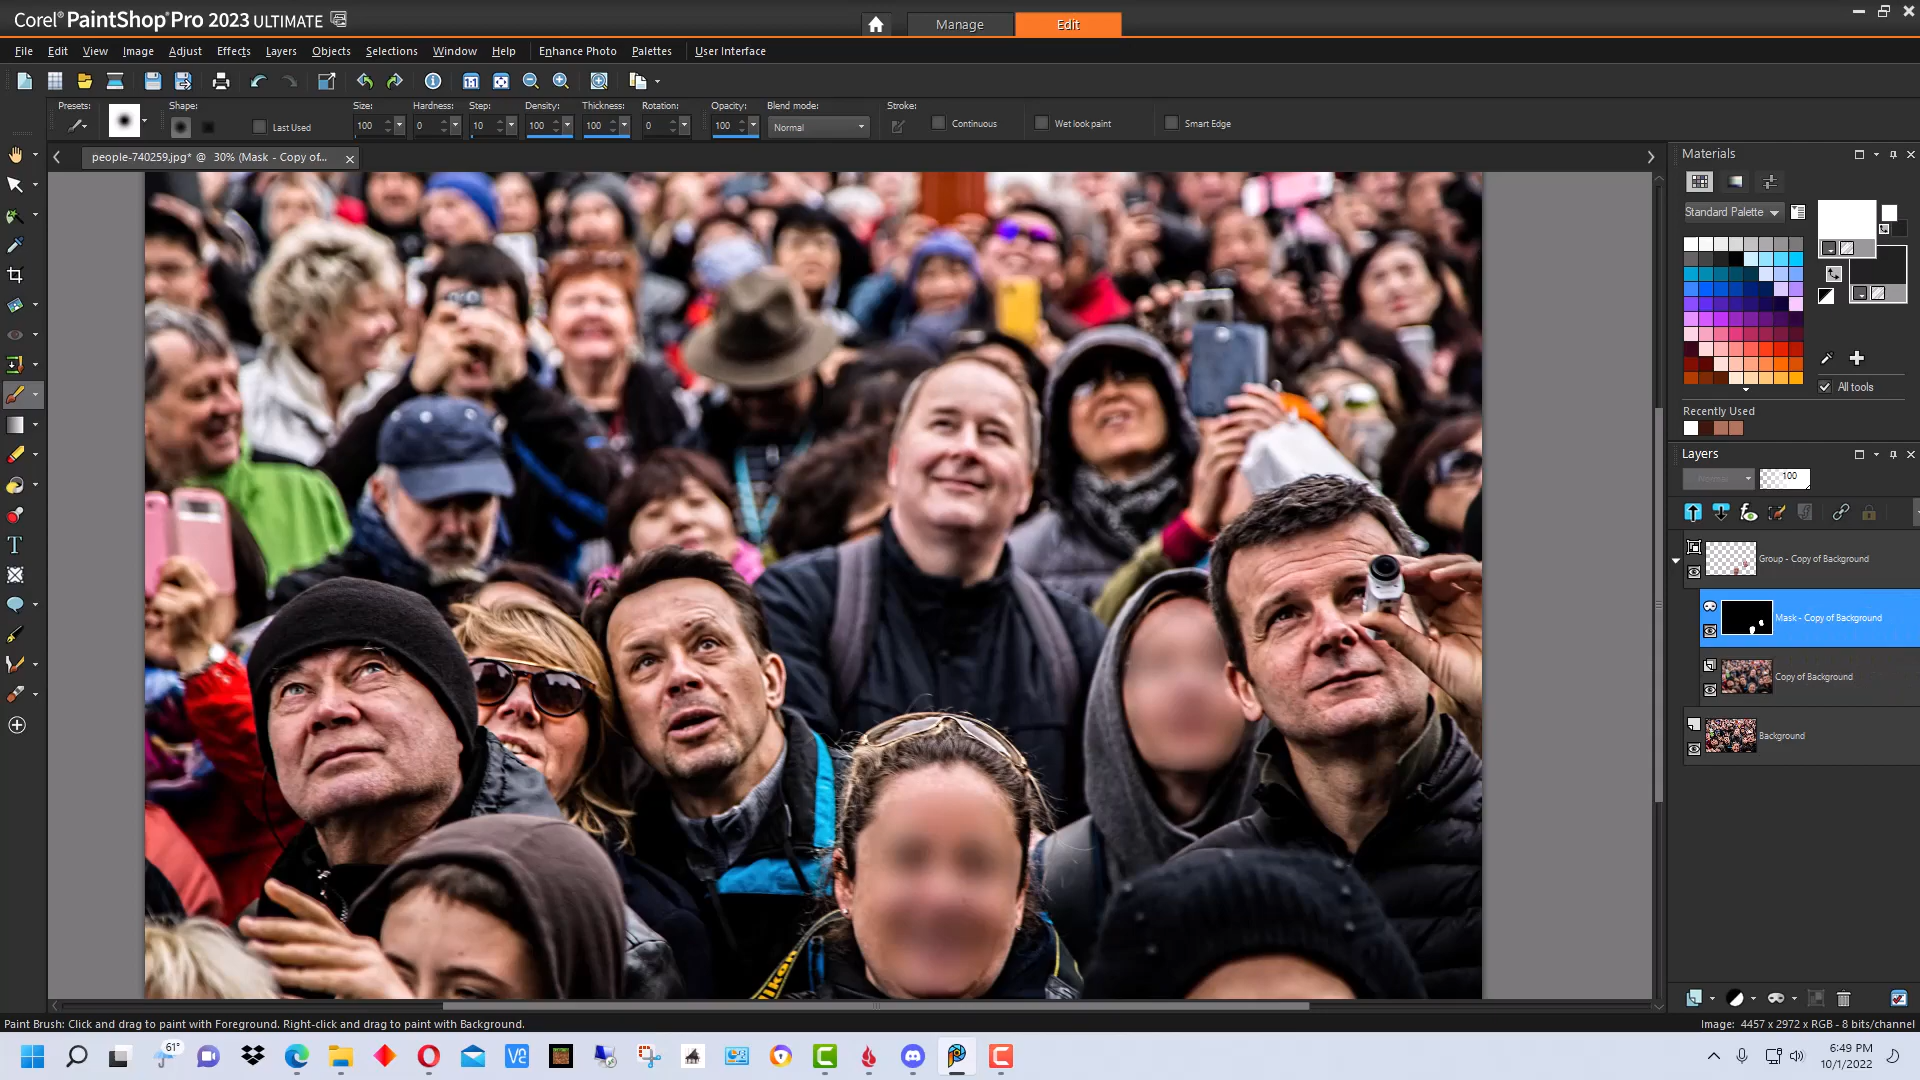 Corel® PaintShop® Pro 2023 ULTIMATE
Manage
Edit
File Edit View Image Adjust Effects Layers Objects Selections Window Help Enhance Photo Palettes User Interface
Presets: Shape: Size: Hardness: Step: Density: Thickness: Rotation: Opacity: Blend mode: Stroke:
Last Used 100 0 10 100 100 0 100 Normal Continuous Wet look paint Smart Edge
people-740259.jpg* @ 30% (Mask - Copy of...
Materials
Standard Palette
All tools
Recently Used
Layers
100
Group - Copy of Background
Mask - Copy of Background
Copy of Background
Background
Nikon
Paint Brush: Click and drag to paint with Foreground. Right-click and drag to paint with Background.
Image: 4457 x 2972 x RGB - 8 bits/channel
61°
6:49 PM
10/1/2022